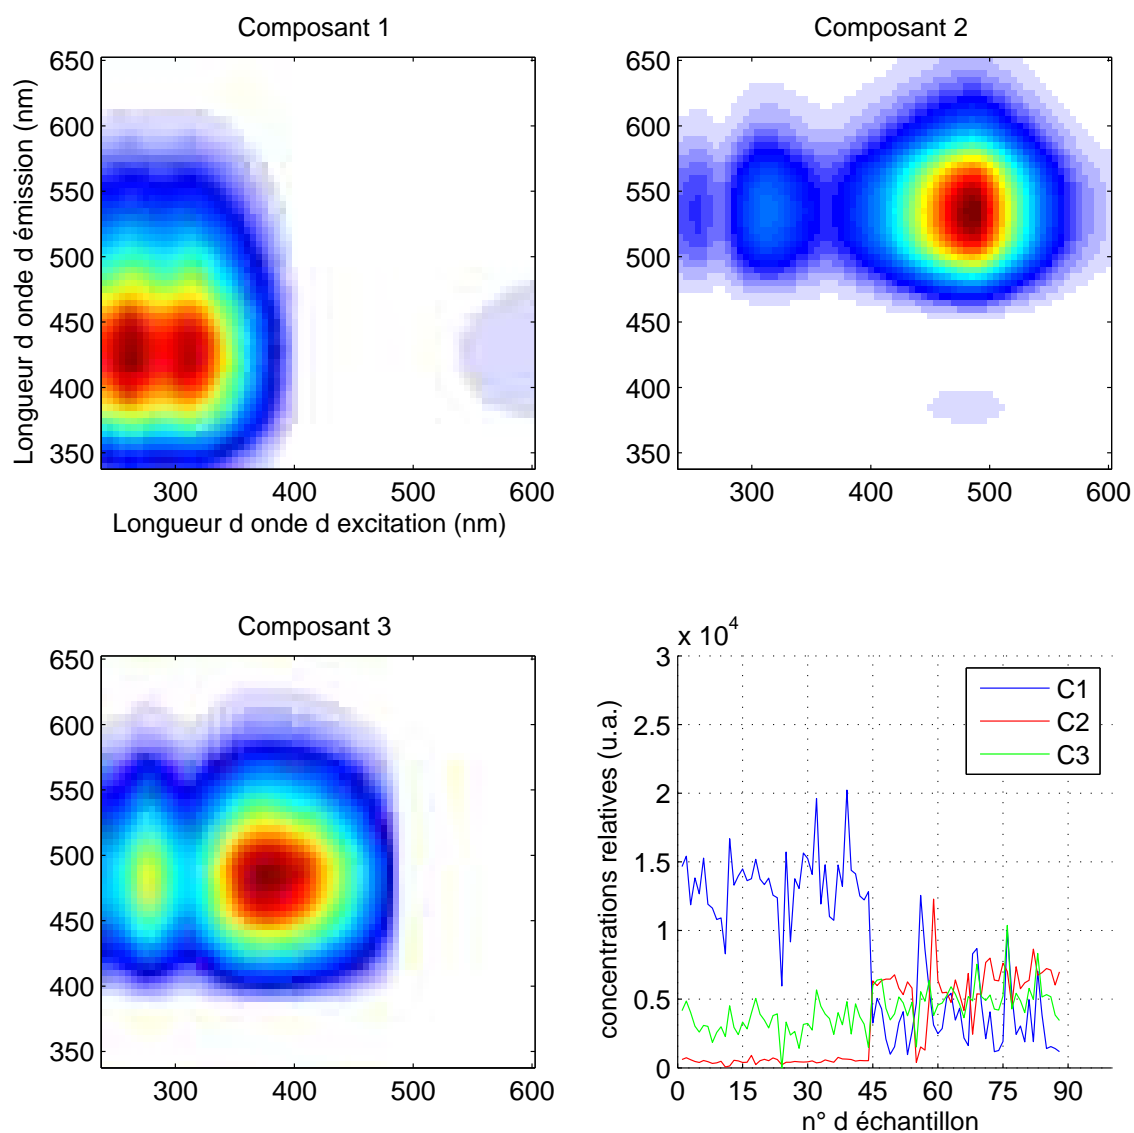 Composant 1
650
600
550
500
450
400
350
300 400 500 600
Longueur d onde d émission (nm)
Longueur d onde d excitation (nm)
Composant 2
650
600
550
500
450
400
350
300 400 500 600
Composant 3
650
600
550
500
450
400
350
300 400 500 600
x 10^4
3
2.5
2
1.5
1
0.5
0
0 15 30 45 60 75 90
concentrations relatives (u.a.)
n° d échantillon
C1
C2
C3